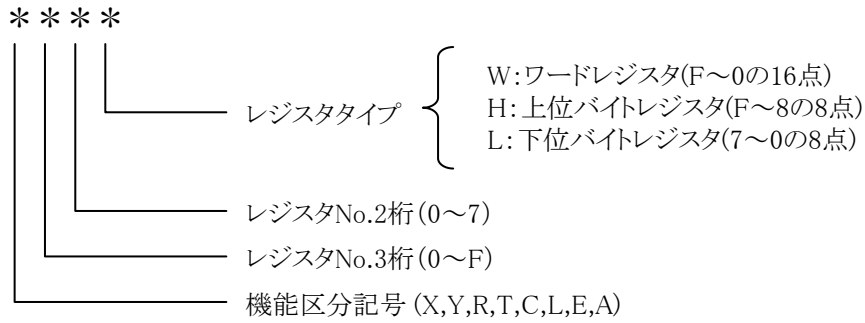 ＊＊＊＊
W:ワードレジスタ(F～0の16点)
レジスタタイプ
H:上位バイトレジスタ(F～8の8点)
L:下位バイトレジスタ(7～0の8点)
レジスタNo.2桁(0～7)
レジスタNo.3桁(0～F)
機能区分記号 (X,Y,R,T,C,L,E,A)